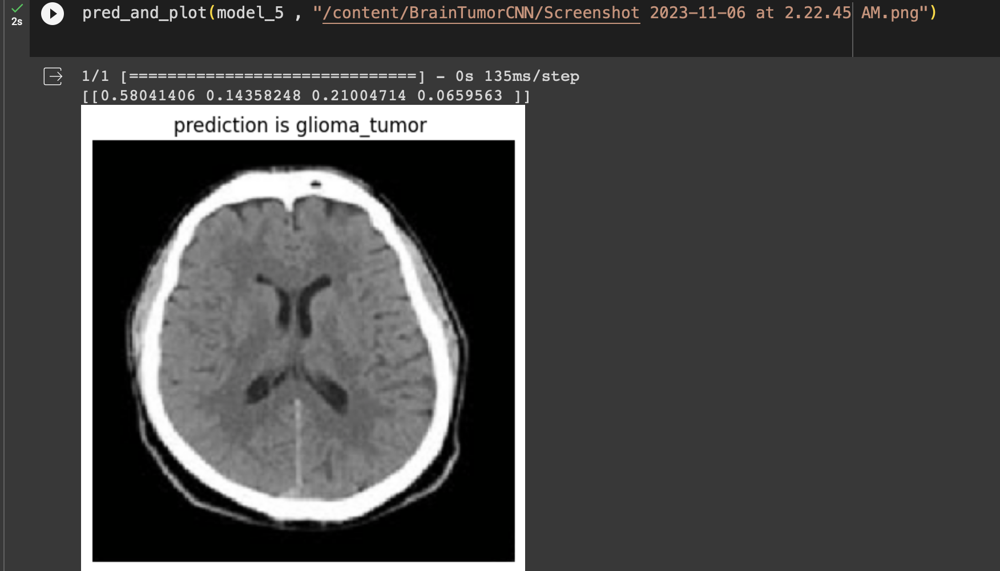 2s
pred_and_plot(model_5 , "/content/BrainTumorCNN/Screenshot 2023-11-06 at 2.22.45 AM.png")
1/1 [==============================] - 0s 135ms/step
[[0.58041406 0.14358248 0.21004714 0.0659563 ]]
prediction is glioma_tumor